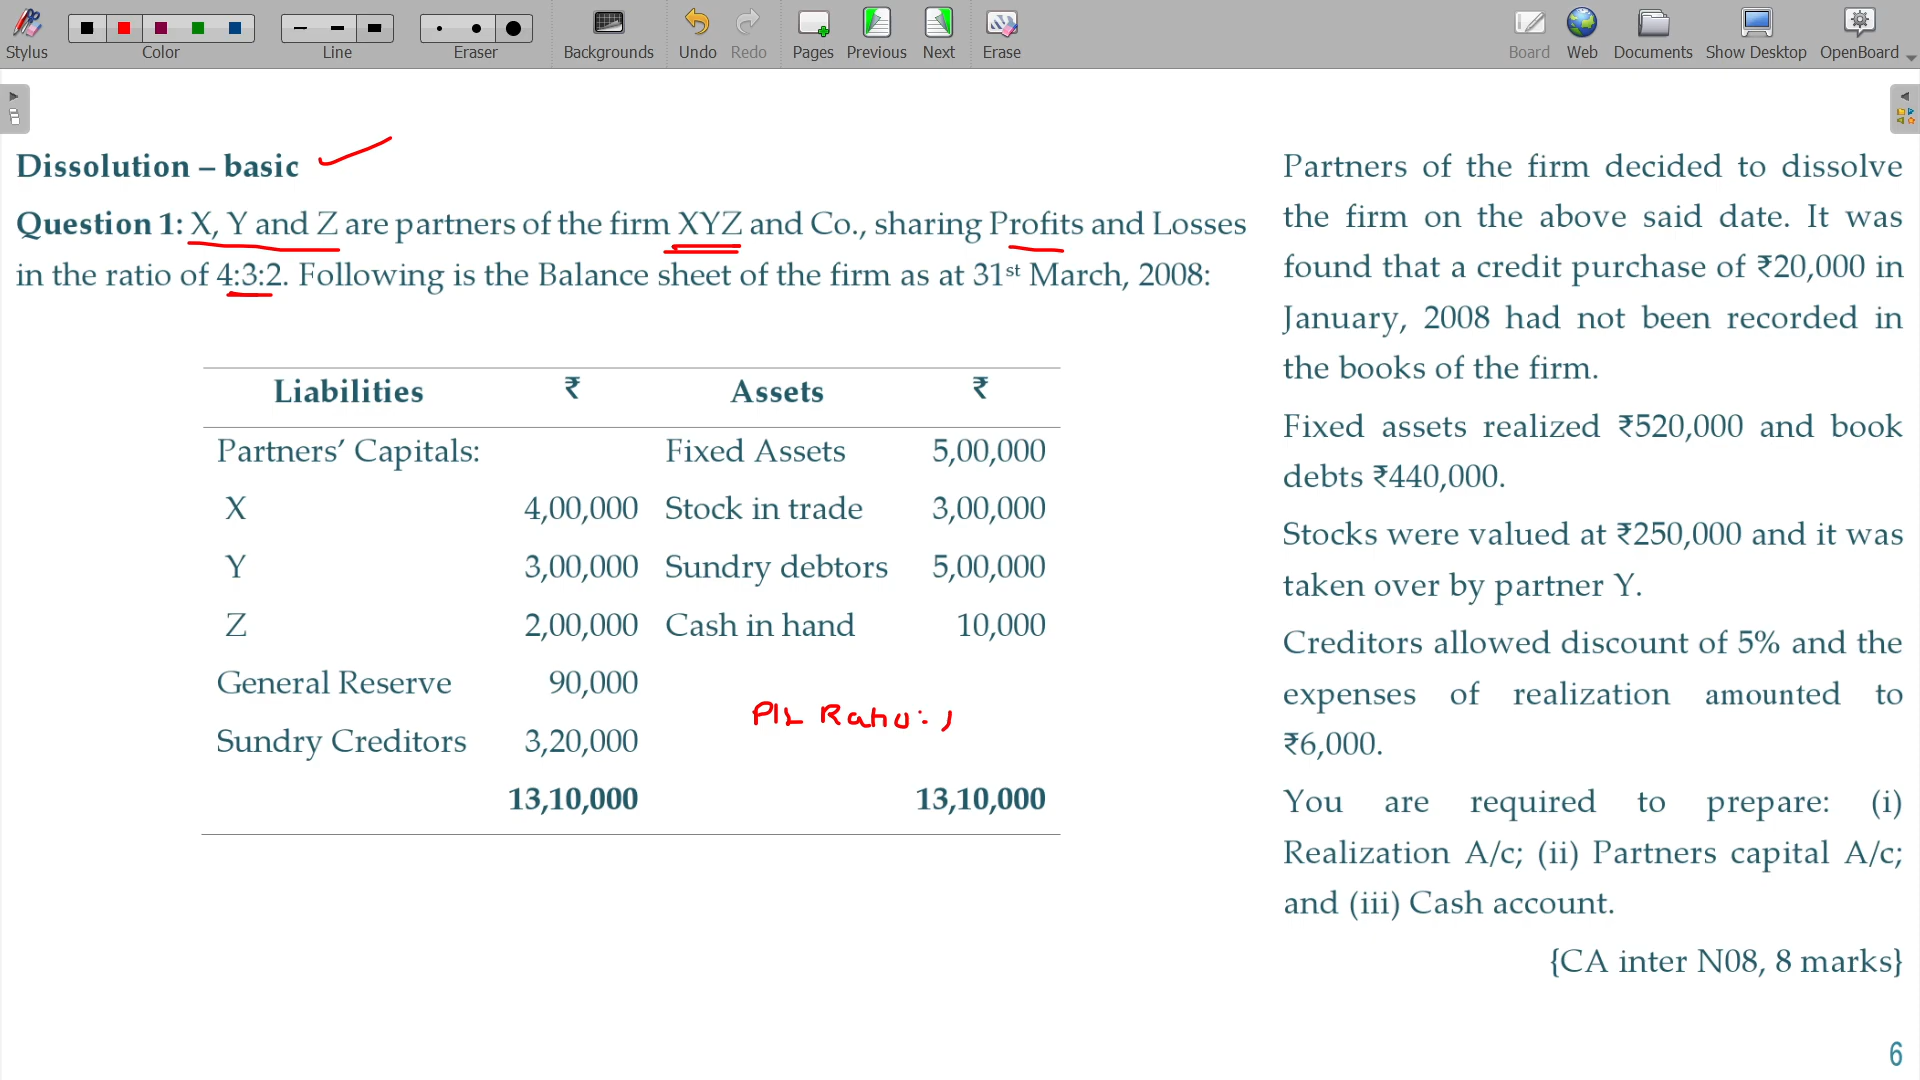 Stylus Color Line Eraser Backgrounds Undo Redo Pages Previous Next Erase Board Web Documents Show Desktop OpenBoard
Dissolution – basic
Question 1: X, Y and Z are partners of the firm XYZ and Co., sharing Profits and Losses
in the ratio of 4:3:2. Following is the Balance sheet of the firm as at 31st March, 2008:
Liabilities ₹ Assets ₹
Partners’ Capitals: Fixed Assets 5,00,000
X 4,00,000 Stock in trade 3,00,000
Y 3,00,000 Sundry debtors 5,00,000
Z 2,00,000 Cash in hand 10,000
General Reserve 90,000
P/L Ratio:
Sundry Creditors 3,20,000
13,10,000 13,10,000
Partners of the firm decided to dissolve
the firm on the above said date. It was
found that a credit purchase of ₹20,000 in
January, 2008 had not been recorded in
the books of the firm.
Fixed assets realized ₹520,000 and book
debts ₹440,000.
Stocks were valued at ₹250,000 and it was
taken over by partner Y.
Creditors allowed discount of 5% and the
expenses of realization amounted to
₹6,000.
You are required to prepare: (i)
Realization A/c; (ii) Partners capital A/c;
and (iii) Cash account.
{CA inter N08, 8 marks}
6